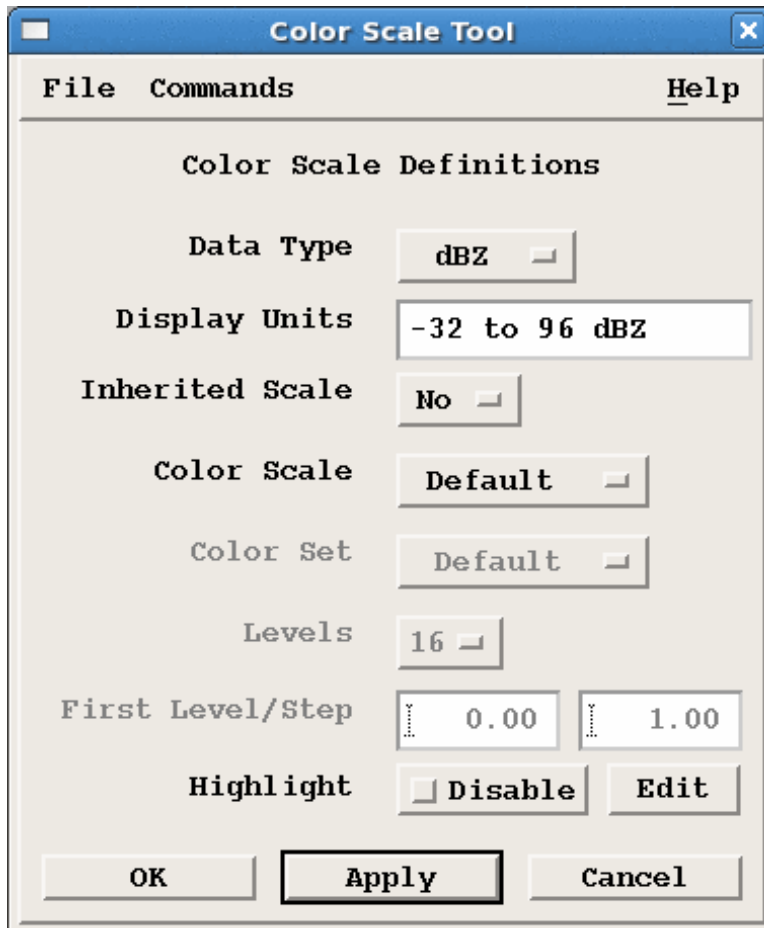 Color Scale Tool
File Commands Help
Color Scale Definitions
Data Type dBZ
Display Units -32 to 96 dBZ
Inherited Scale No
Color Scale Default
Color Set Default
Levels 16
First Level/Step 0.00 1.00
Highlight Disable Edit
OK Apply Cancel